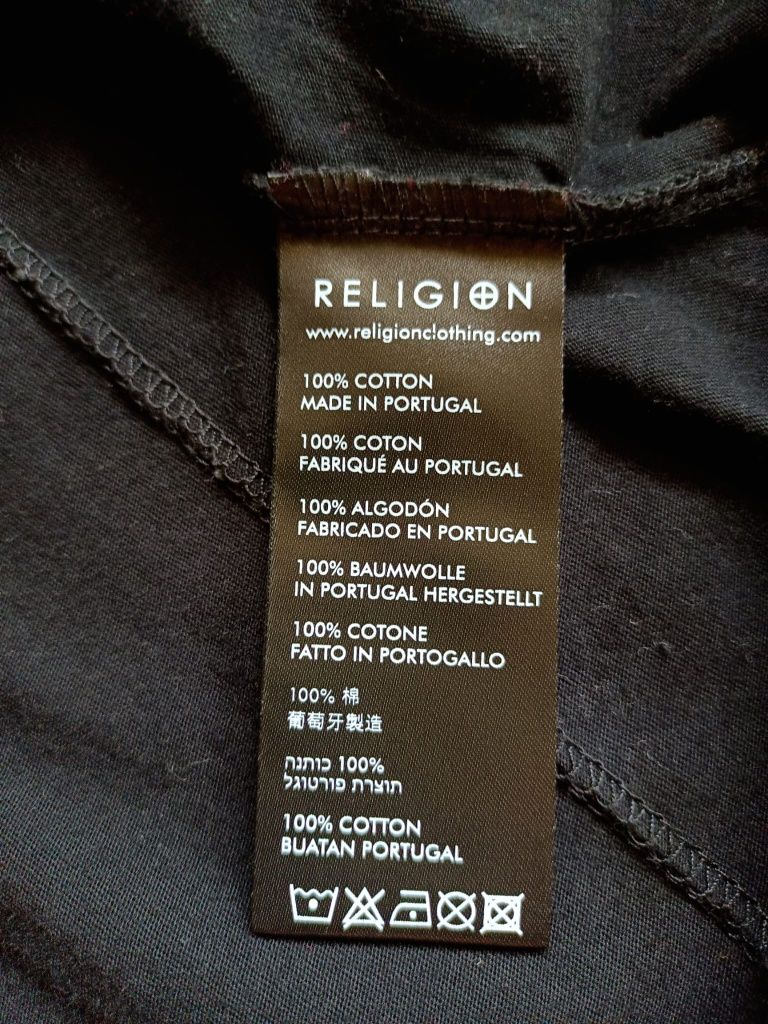 RELIGION
www.religionclothing.com
100% COTTON
MADE IN PORTUGAL
100% COTON
FABRIQUÉ AU PORTUGAL
100% ALGODÓN
FABRICADO EN PORTUGAL
100% BAUMWOLLE
IN PORTUGAL HERGESTELLT
100% COTONE
FATTO IN PORTOGALLO
100% 棉
葡萄牙製造
100% כותנה
תוצרת פורטוגל
100% COTTON
BUATAN PORTUGAL